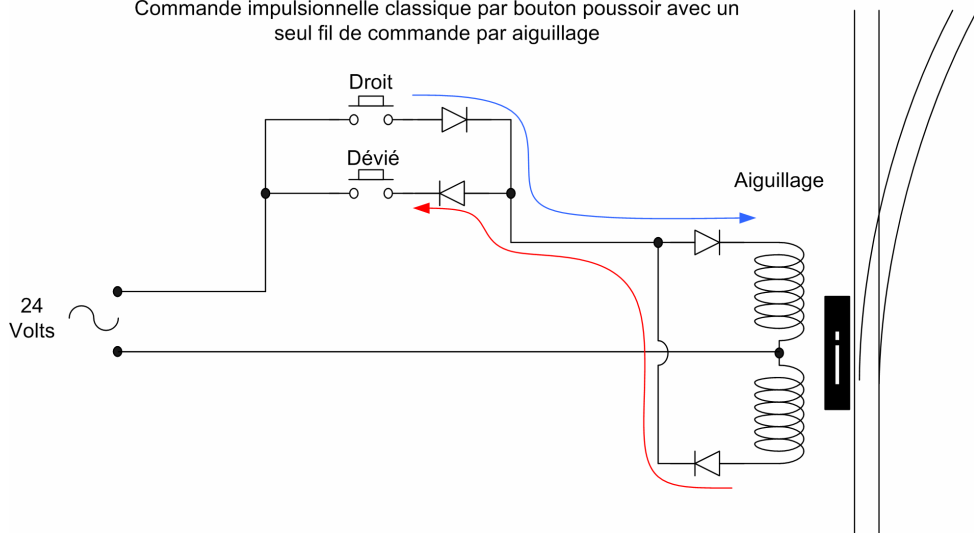 Commande impulsionnelle classique par bouton poussoir avec un
seul fil de commande par aiguillage
Droit
Dévié
Aiguillage
24
Volts